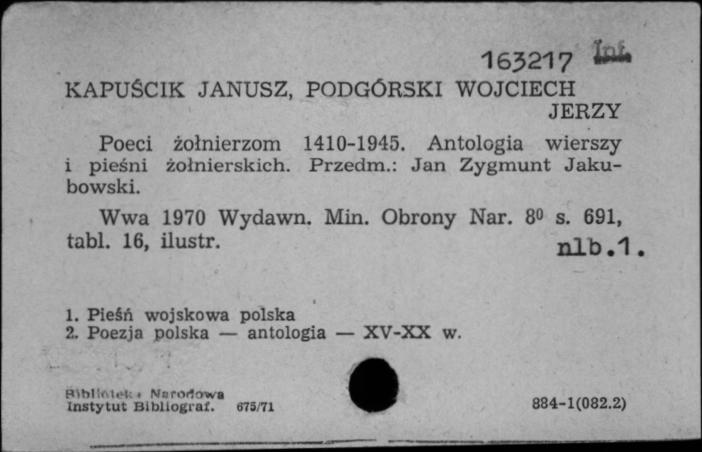 163217 Inf.
KAPUŚCIK JANUSZ, PODGÓRSKI WOJCIECH
JERZY
Poeci żołnierzom 1410-1945. Antologia wierszy
i pieśni żołnierskich. Przedm.: Jan Zygmunt Jaku-
bowski.
Wwa 1970 Wydawn. Min. Obrony Nar. 8⁰ s. 691,
tabl. 16, ilustr.
nlb.1.
1. Pieśń wojskowa polska
2. Poezja polska — antologia — XV-XX w.
Biblioteka Narodowa
Instytut Bibliograf. 675/71
884-1(082.2)